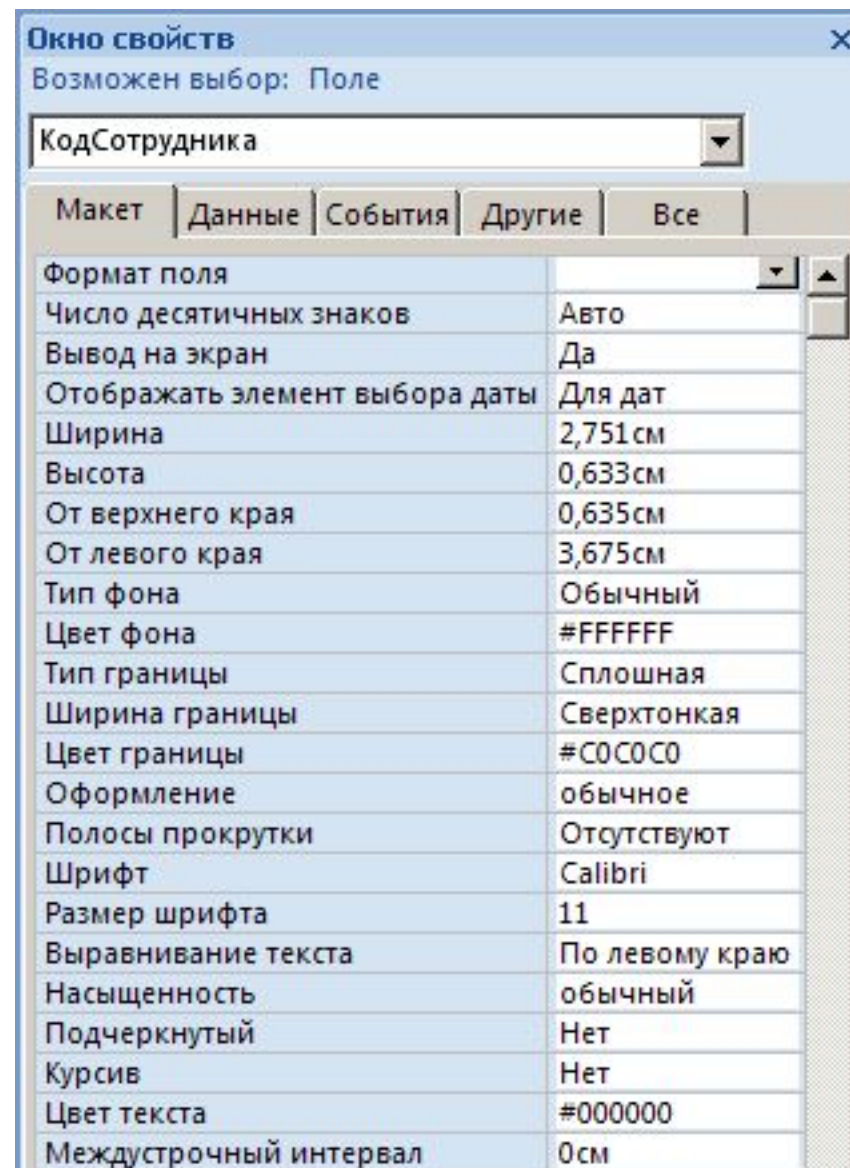 Окно свойств
Возможен выбор: Поле
КодСотрудника
Макет Данные События Другие Все
Формат поля
Число десятичных знаков Авто
Вывод на экран Да
Отображать элемент выбора даты Для дат
Ширина 2,751см
Высота 0,633см
От верхнего края 0,635см
От левого края 3,675см
Тип фона Обычный
Цвет фона #FFFFFF
Тип границы Сплошная
Ширина границы Сверхтонкая
Цвет границы #C0C0C0
Оформление обычное
Полосы прокрутки Отсутствуют
Шрифт Calibri
Размер шрифта 11
Выравнивание текста По левому краю
Насыщенность обычный
Подчеркнутый Нет
Курсив Нет
Цвет текста #000000
Междустрочный интервал 0см